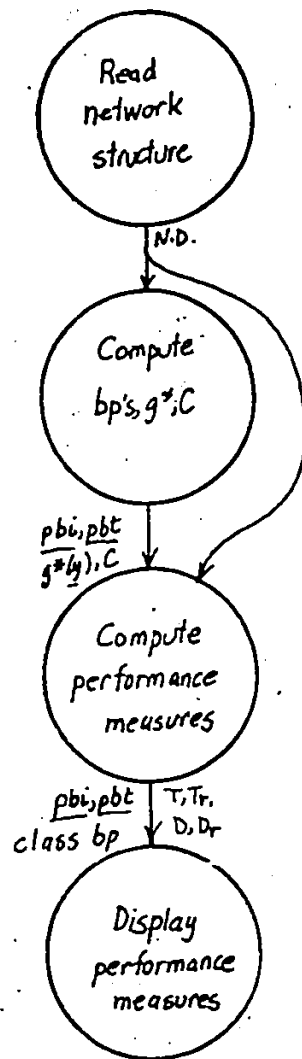 Read
network
structure
N.D.
Compute
bp's, g*, C
pbi, pbt
g*(y), C
Compute
performance
measures
pbi, pbt
class bp
T, Tr,
D, Dr
Display
performance
measures